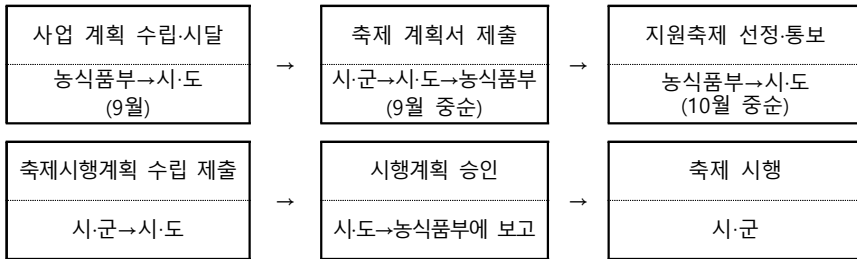 사업 계획 수립·시달
농식품부→시·도
(9월)
→
축제 계획서 제출
시·군→시·도→농식품부
(9월 중순)
→
지원축제 선정·통보
농식품부→시·도
(10월 중순)
축제시행계획 수립 제출
시·군→시·도
→
시행계획 승인
시·도→농식품부에 보고
→
축제 시행
시·군